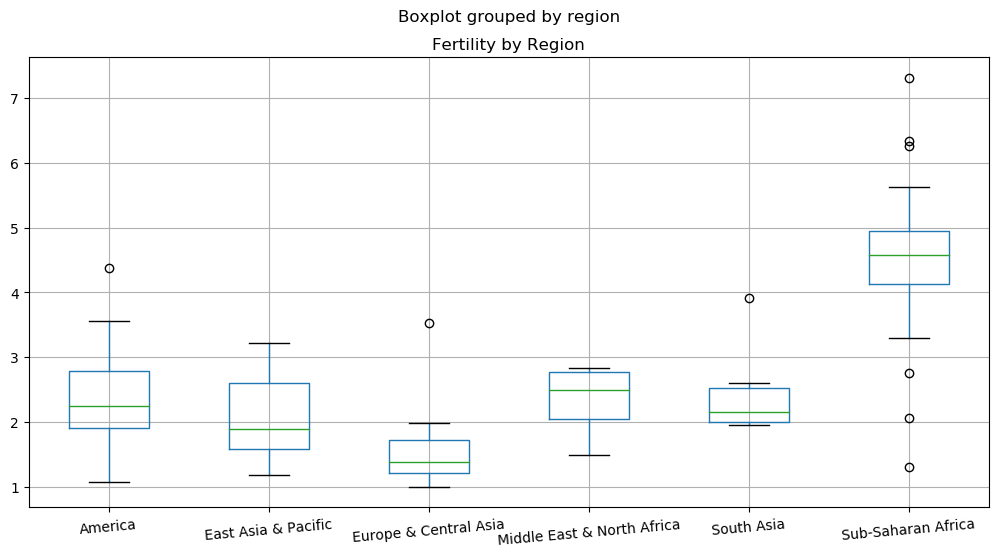 Boxplot grouped by region
Fertility by Region
7
6
5
4
3
2
1
America
East Asia & Pacific
Europe & Central Asia
Middle East & North Africa
South Asia
Sub-Saharan Africa